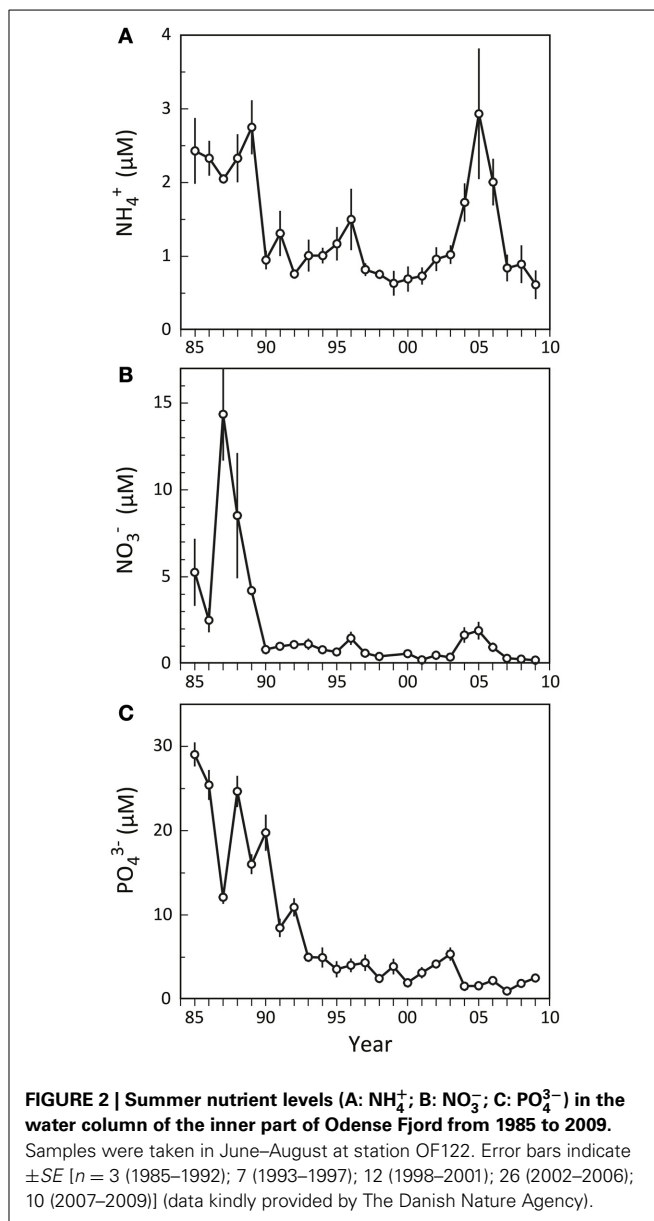 A
4
3
2
1
0
NH₄⁺ (µM)
85 90 95 00 05 10
B
15
10
5
0
NO₃⁻ (µM)
85 90 95 00 05 10
C
30
20
10
0
PO₄³⁻ (µM)
85 90 95 00 05 10
Year
FIGURE 2 | Summer nutrient levels (A: NH₄⁺; B: NO₃⁻; C: PO₄³⁻) in the
water column of the inner part of Odense Fjord from 1985 to 2009.
Samples were taken in June–August at station OF122. Error bars indicate
±SE [n = 3 (1985–1992); 7 (1993–1997); 12 (1998–2001); 26 (2002–2006);
10 (2007–2009)] (data kindly provided by The Danish Nature Agency).